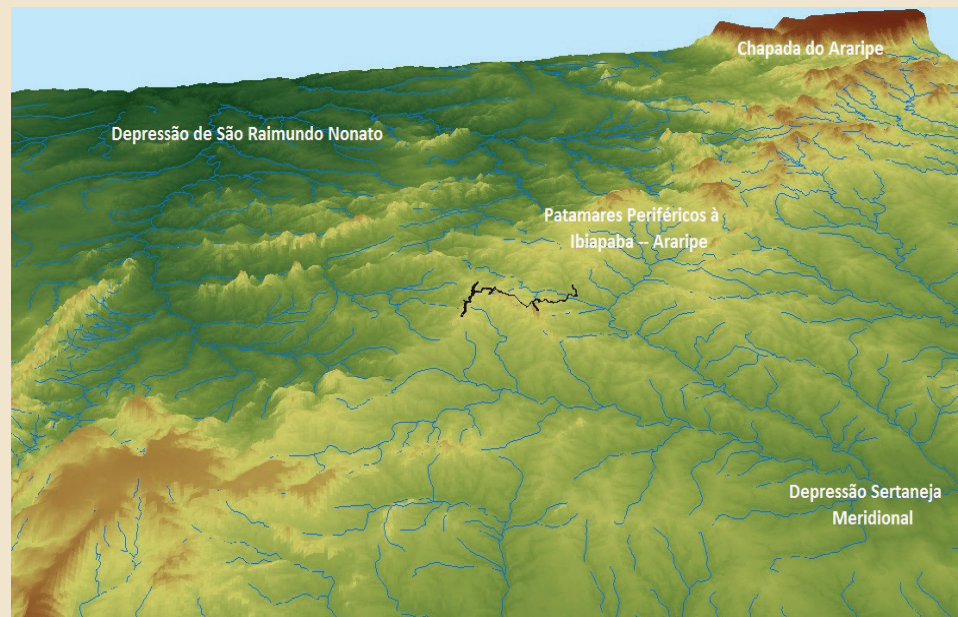 Chapada do Araripe
Depressão de São Raimundo Nonato
Patamares Periféricos à
Ibiapaba – Araripe
Depressão Sertaneja
Meridional